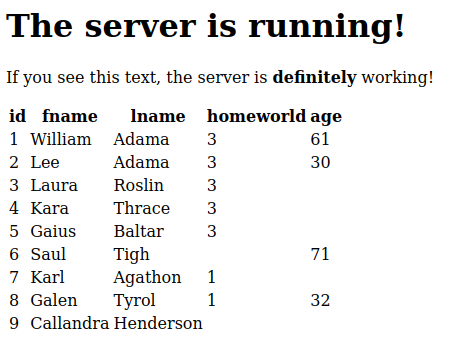 The server is running!
If you see this text, the server is definitely working!
id fname lname homeworld age
1 William Adama 3 61
2 Lee Adama 3 30
3 Laura Roslin 3
4 Kara Thrace 3
5 Gaius Baltar 3
6 Saul Tigh 71
7 Karl Agathon 1
8 Galen Tyrol 1 32
9 Callandra Henderson